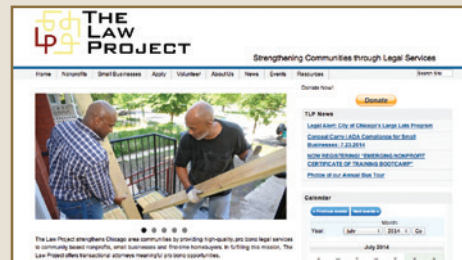 THE
LAW
PROJECT
LP
Strengthening Communities through Legal Services
Home Nonprofits Small Businesses Apply Volunteer About Us News Events Resources
Search Site
Donate Now!
Donate
TLP News
Legal Alert: City of Chicago's Large Lots Program
Conceal Carry | ADA Compliance for Small
Businesses: 7.23.2014
NOW REGISTERING! "EMERGING NONPROFIT
CERTIFICATE OF TRAINING BOOTCAMP"
Photos of our Annual Bus Tour
Calendar
Month:
Year: July 2014 Go
July 2014
The Law Project strengthens Chicago area communities by providing high-quality, pro bono legal services
to community based nonprofits, small businesses and first-time homebuyers. In fulfilling this mission, The
Law Project offers transactional attorneys meaningful pro bono opportunities.